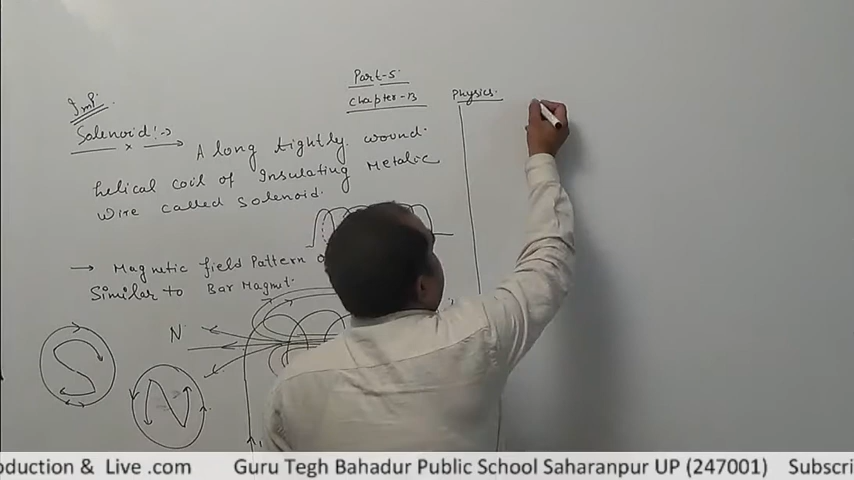 Part-5.
Chapter-13
Physics.
Imp.
Solenoid!->
A long tightly wound.
helical coil of Insulating Metalic
wire called Solenoid.
→ Magnetic field Pattern
Similar to Bar Magnet.
N
S
N
oduction & Live .com Guru Tegh Bahadur Public School Saharanpur UP (247001) Subscri